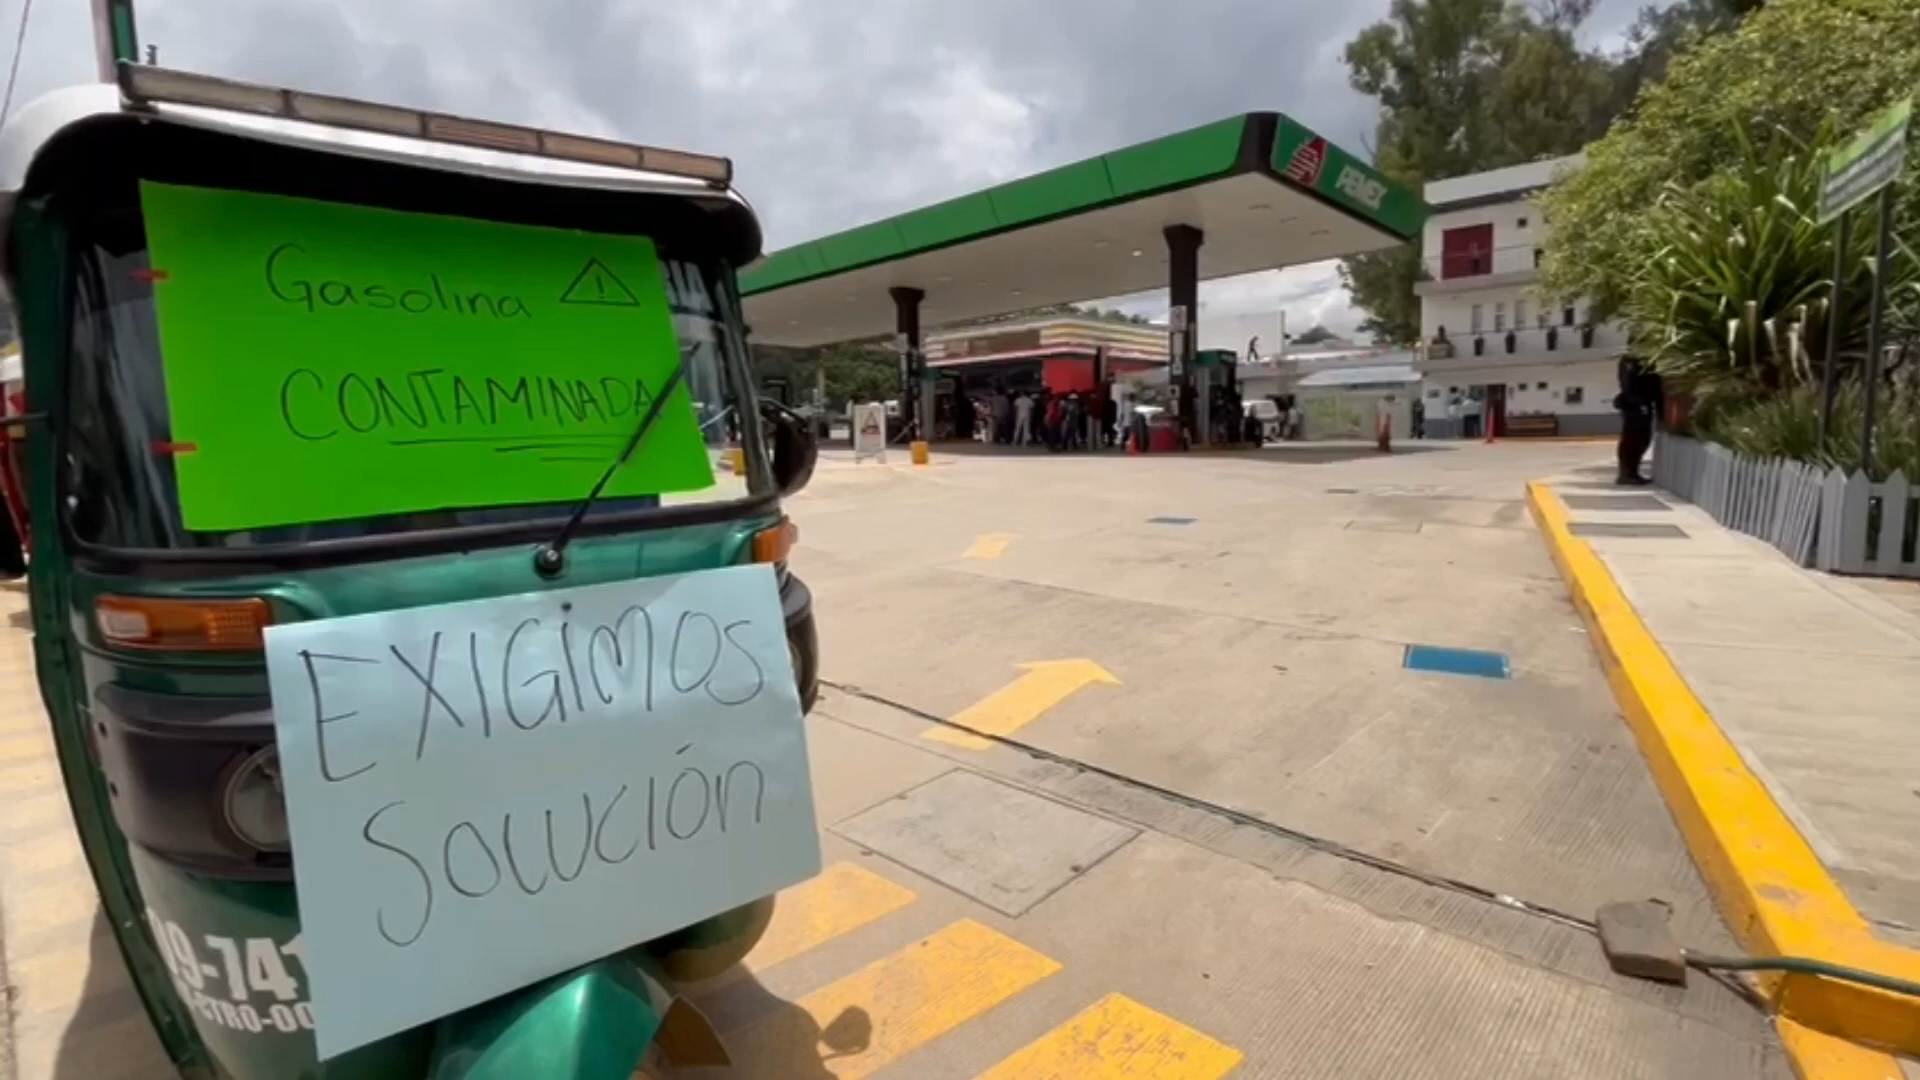 Gasolina
CONTAMINADA
EXIGIMOS
SOLUCIÓN
PEMEX